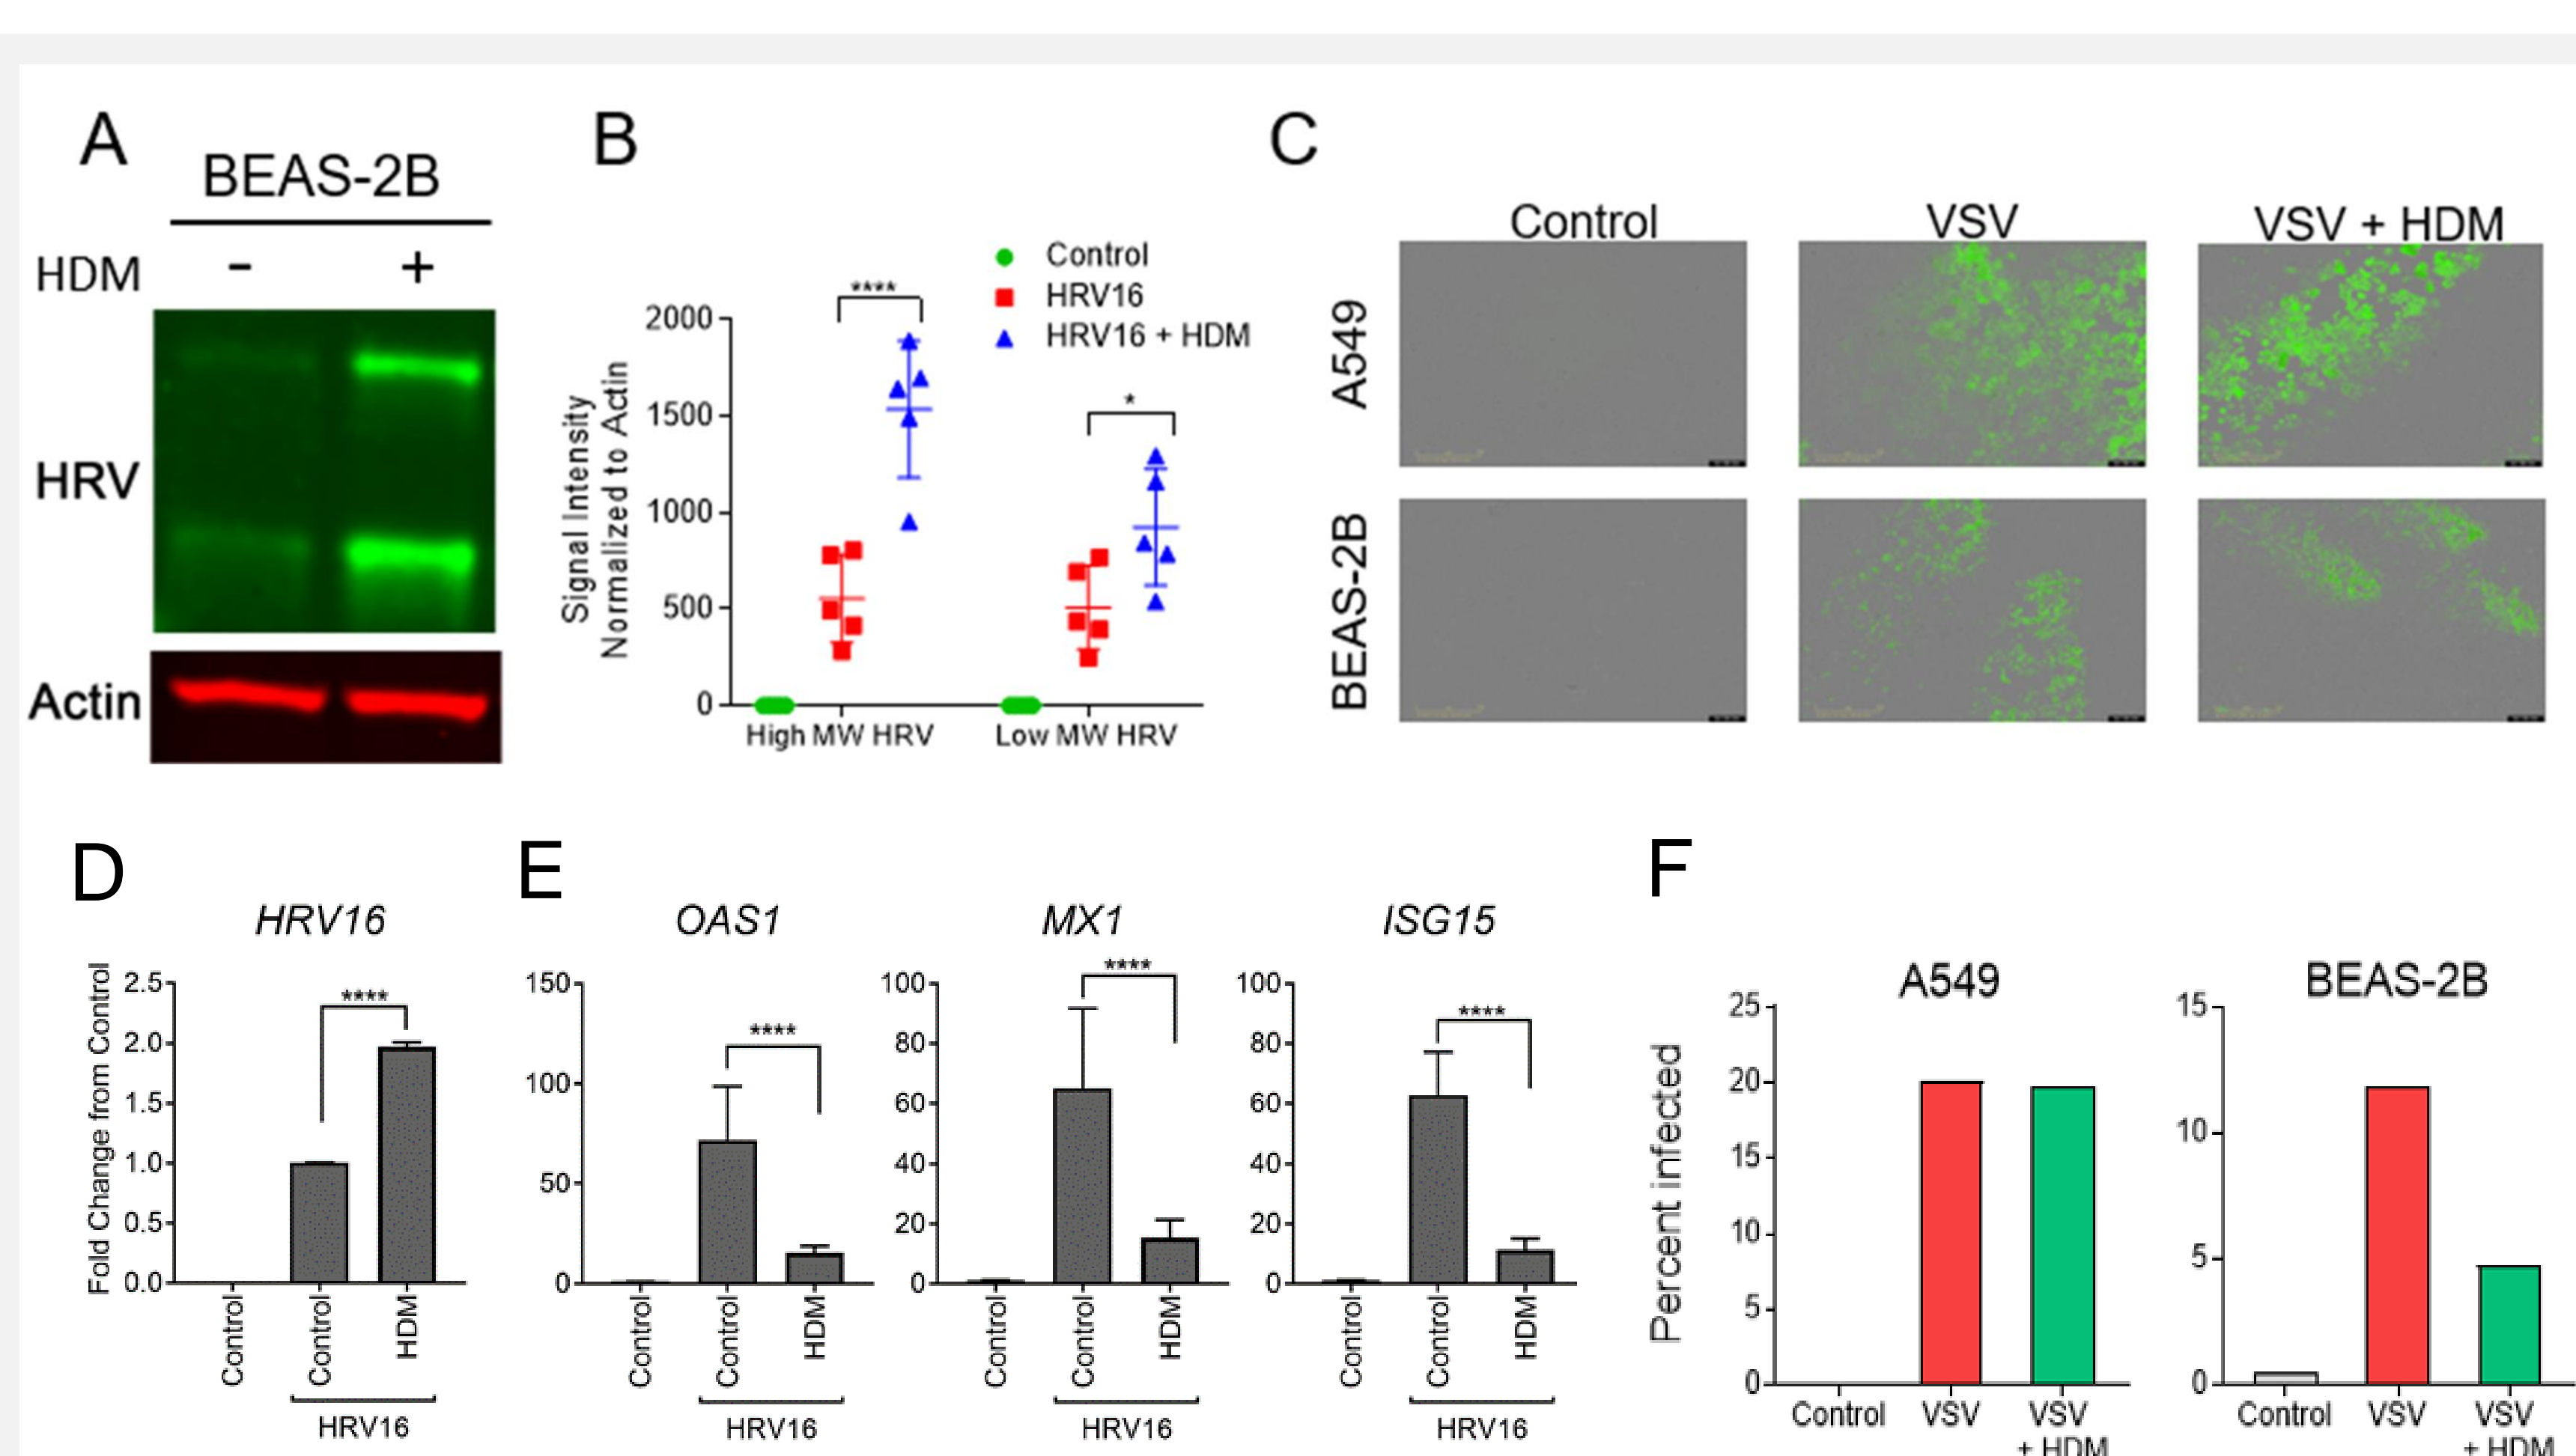 A
BEAS-2B
HDM - +
HRV
Actin
B
Control
HRV16
HRV16 + HDM
Signal Intensity
Normalized to Actin
2000
1500
1000
500
0
****
*
High MW HRV
Low MW HRV
C
Control
VSV
VSV + HDM
A549
BEAS-2B
D
HRV16
Fold Change from Control
2.5
2.0
1.5
1.0
0.5
0.0
****
Control
Control
HDM
HRV16
E
OAS1
150
100
50
0
****
Control
Control
HDM
HRV16
MX1
100
80
60
40
20
0
****
Control
Control
HDM
HRV16
ISG15
100
80
60
40
20
0
****
Control
Control
HDM
HRV16
F
Percent infected
A549
25
20
15
10
5
0
Control
VSV
VSV
+ HDM
BEAS-2B
15
10
5
0
Control
VSV
VSV
+ HDM